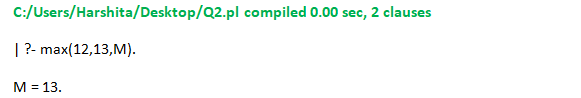 C:/Users/Harshita/Desktop/Q2.pl compiled 0.00 sec, 2 clauses
| ?- max(12,13,M).
M = 13.